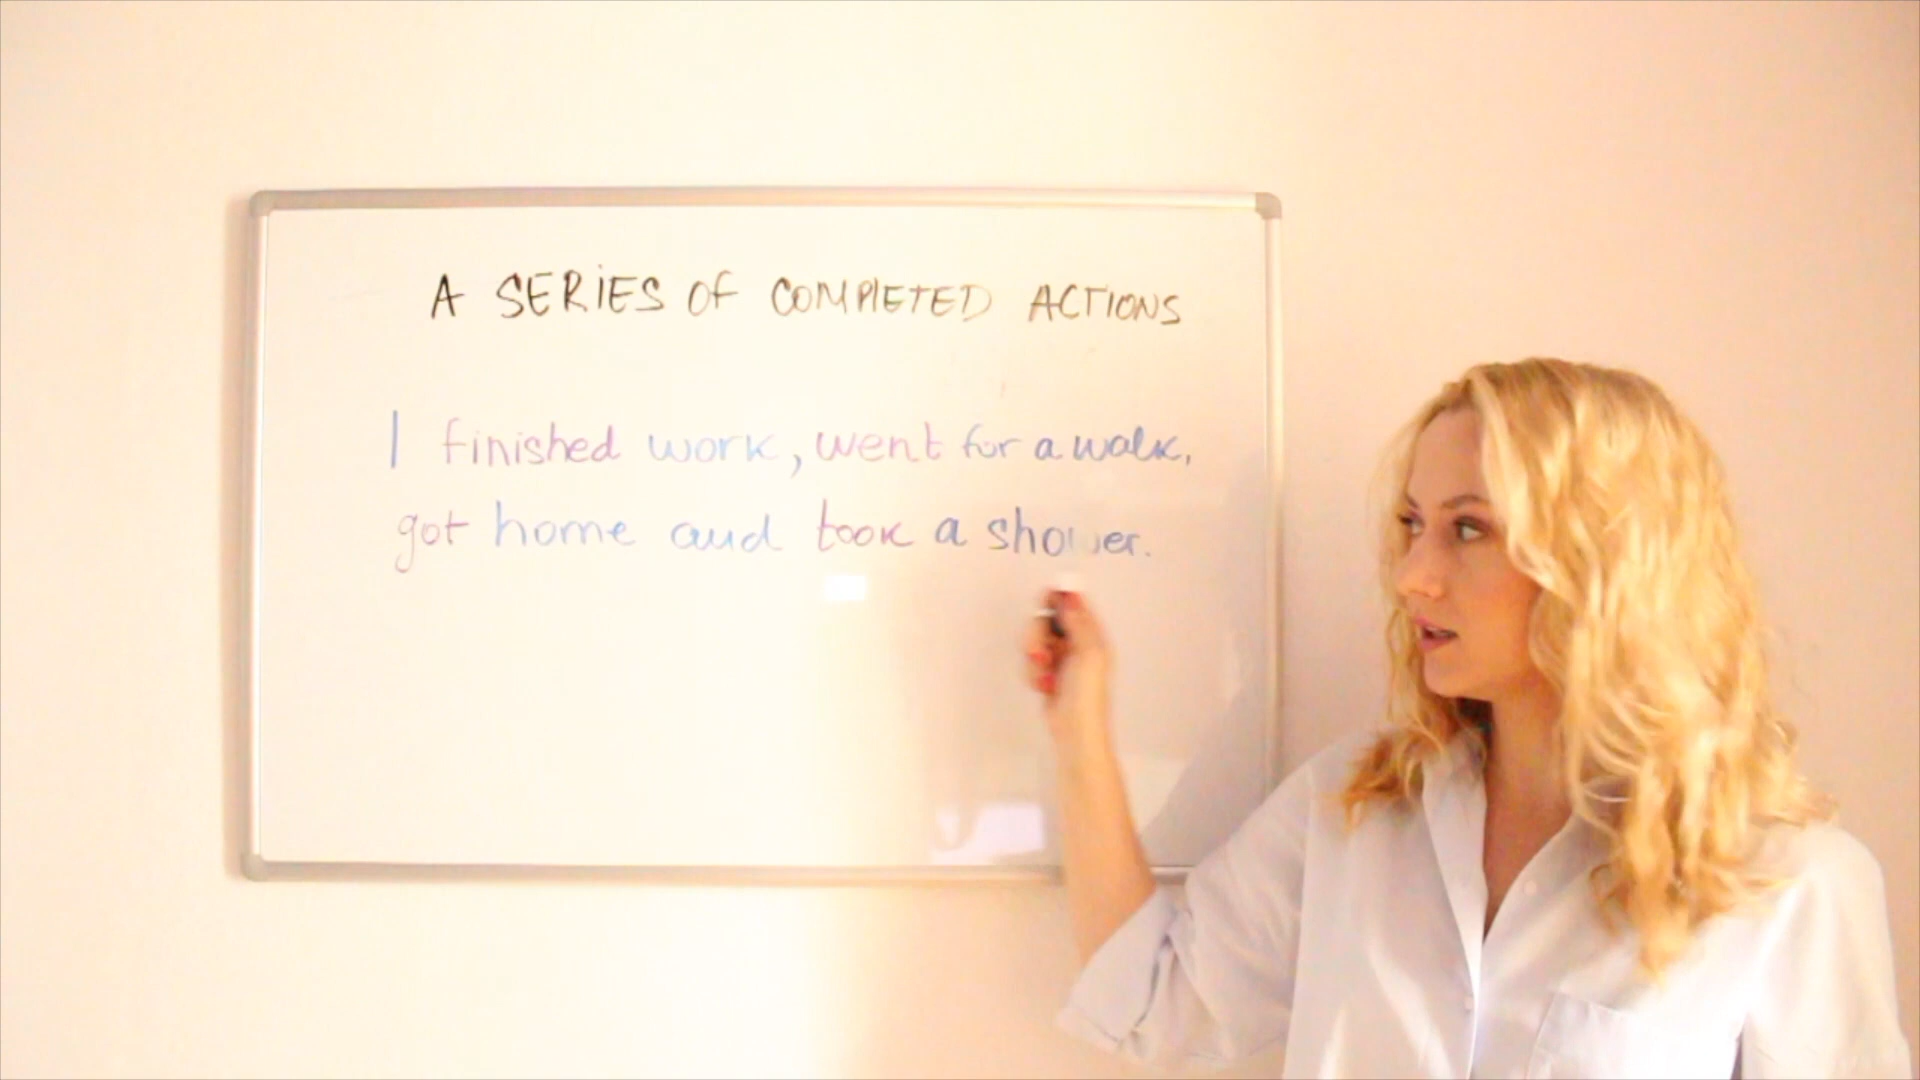 A SERIES OF COMPLETED ACTIONS
I finished work, went for a walk,
got home and took a shower.